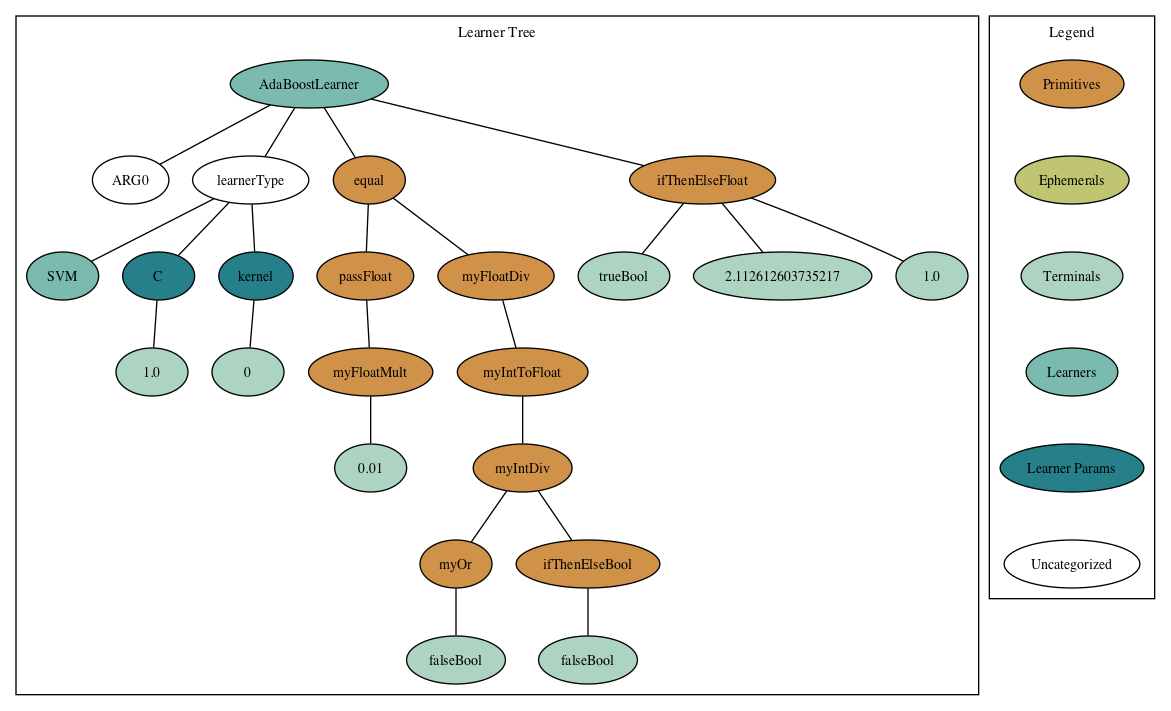 Learner Tree
AdaBoostLearner
ARG0
learnerType
equal
ifThenElseFloat
SVM
C
kernel
passFloat
myFloatDiv
trueBool
2.112612603735217
1.0
1.0
0
myFloatMult
myIntToFloat
0.01
myIntDiv
myOr
ifThenElseBool
falseBool
falseBool
Legend
Primitives
Ephemerals
Terminals
Learners
Learner Params
Uncategorized